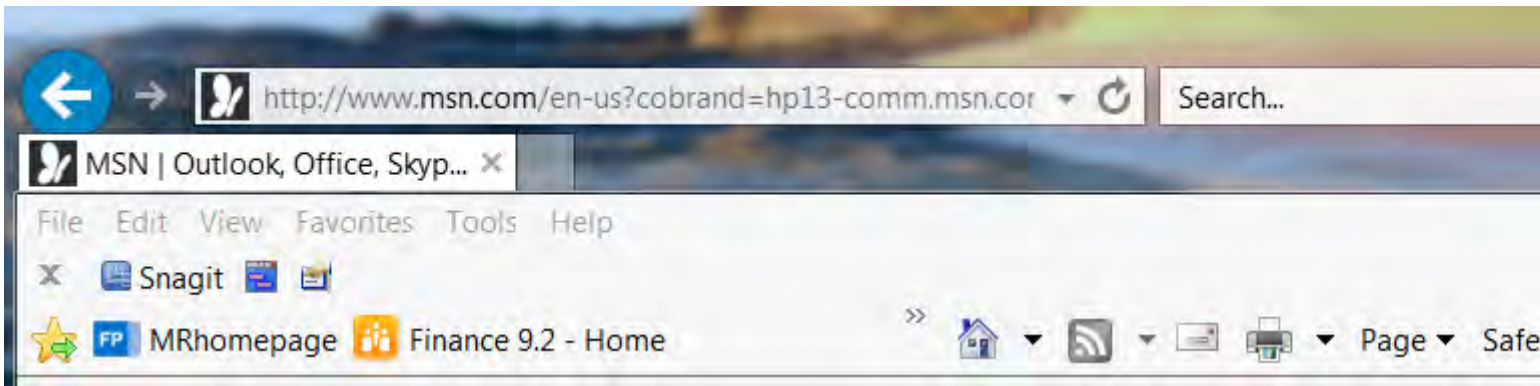 http://www.msn.com/en-us?cobrand=hp13-comm.msn.cor Search...
MSN | Outlook, Office, Skyp...
File Edit View Favorites Tools Help
Snagit
FP MRhomepage Finance 9.2 - Home » Page Safe